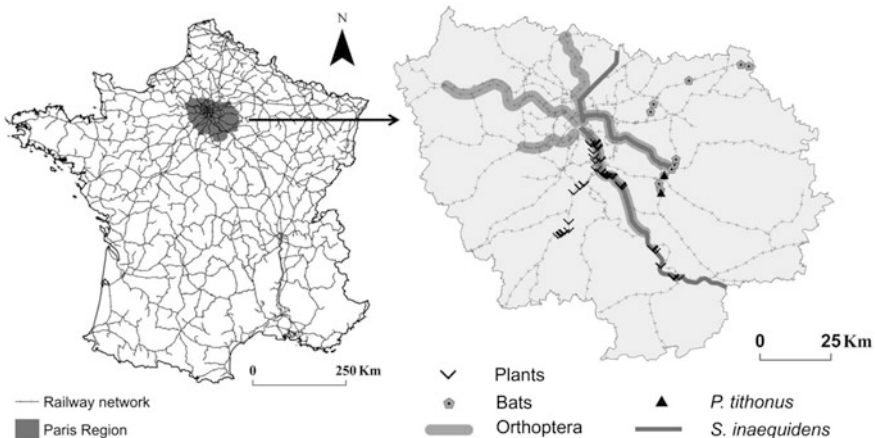 N
0 250 Km
Railway network
Paris Region
0 25 Km
Plants
Bats
Orthoptera
P. tithonus
S. inaequidens